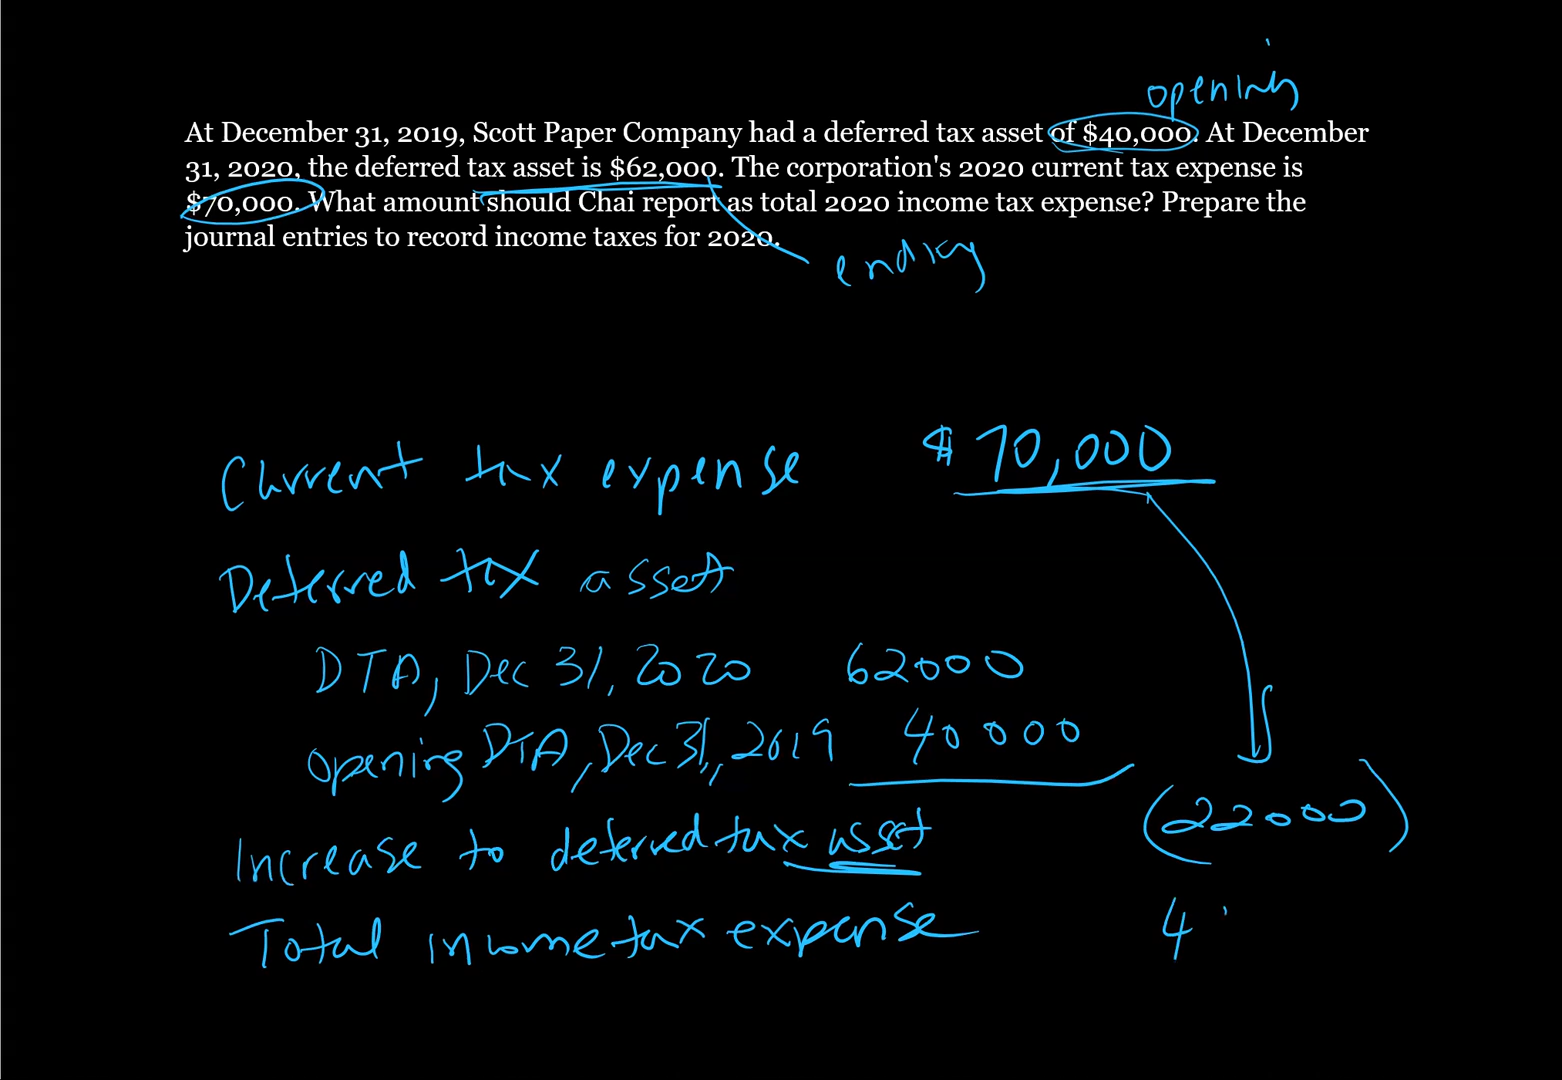 opening
At December 31, 2019, Scott Paper Company had a deferred tax asset of $40,000. At December
31, 2020, the deferred tax asset is $62,000. The corporation's 2020 current tax expense is
$70,000. What amount should Chai report as total 2020 income tax expense? Prepare the
journal entries to record income taxes for 2020.
ending
Current tax expense $70,000
Deferred tax asset
DTA, Dec 31, 2020 62000
opening DTA, Dec 31, 2019 40000
Increase to deferred tax asset (22000)
Total income tax expense 4